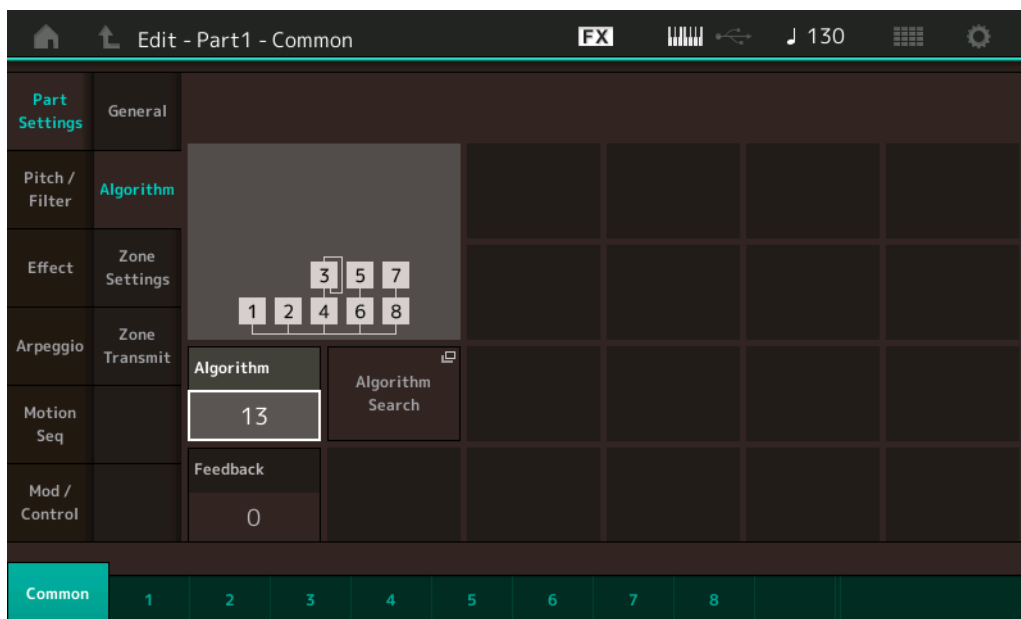 Edit - Part1 - Common
FX
130
Part
Settings
Pitch /
Filter
Effect
Arpeggio
Motion
Seq
Mod /
Control
General
Algorithm
Zone
Settings
Zone
Transmit
3 5 7
1 2 4 6 8
Algorithm
13
Algorithm
Search
Feedback
0
Common 1 2 3 4 5 6 7 8